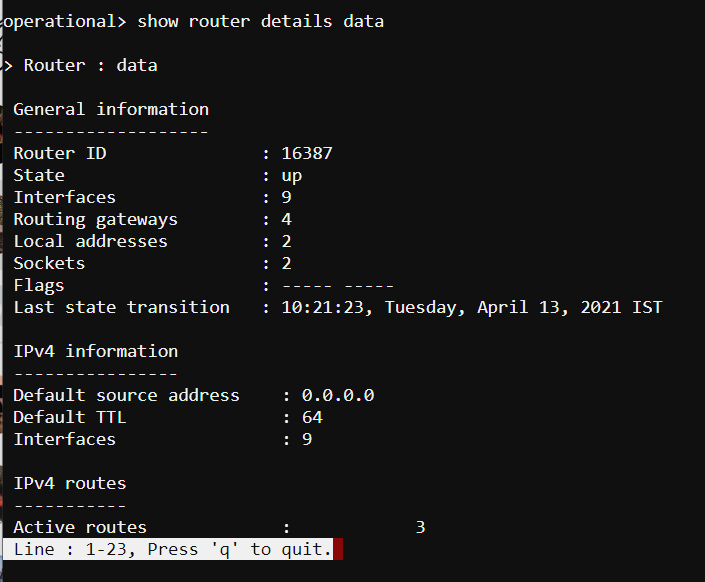 operational> show router details data
> Router : data
General information
-------------------
Router ID : 16387
State : up
Interfaces : 9
Routing gateways : 4
Local addresses : 2
Sockets : 2
Flags : ----- -----
Last state transition : 10:21:23, Tuesday, April 13, 2021 IST
IPv4 information
----------------
Default source address : 0.0.0.0
Default TTL : 64
Interfaces : 9
IPv4 routes
-----------
Active routes : 3
Line : 1-23, Press 'q' to quit.